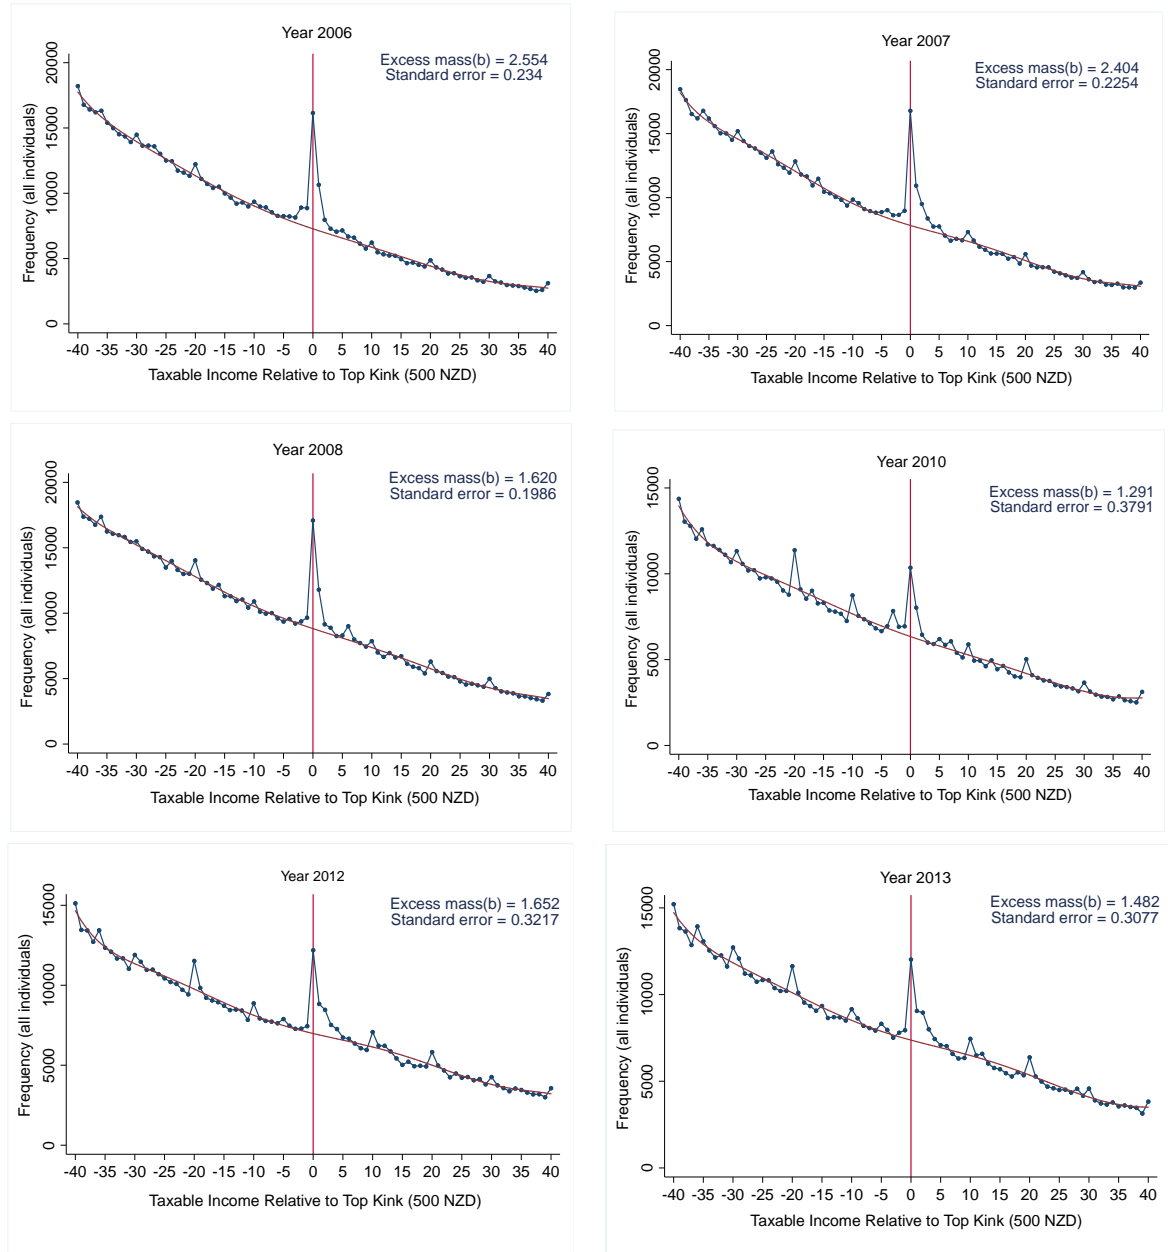 Year 2006
Excess mass(b) = 2.554
Standard error = 0.234
Frequency (all individuals)
0 5000 10000 15000 20000
-40 -35 -30 -25 -20 -15 -10 -5 0 5 10 15 20 25 30 35 40
Taxable Income Relative to Top Kink (500 NZD)
Year 2007
Excess mass(b) = 2.404
Standard error = 0.2254
Frequency (all individuals)
0 5000 10000 15000 20000
-40 -35 -30 -25 -20 -15 -10 -5 0 5 10 15 20 25 30 35 40
Taxable Income Relative to Top Kink (500 NZD)
Year 2008
Excess mass(b) = 1.620
Standard error = 0.1986
Frequency (all individuals)
0 5000 10000 15000 20000
-40 -35 -30 -25 -20 -15 -10 -5 0 5 10 15 20 25 30 35 40
Taxable Income Relative to Top Kink (500 NZD)
Year 2010
Excess mass(b) = 1.291
Standard error = 0.3791
Frequency (all individuals)
0 5000 10000 15000
-40 -35 -30 -25 -20 -15 -10 -5 0 5 10 15 20 25 30 35 40
Taxable Income Relative to Top Kink (500 NZD)
Year 2012
Excess mass(b) = 1.652
Standard error = 0.3217
Frequency (all individuals)
0 5000 10000 15000
-40 -35 -30 -25 -20 -15 -10 -5 0 5 10 15 20 25 30 35 40
Taxable Income Relative to Top Kink (500 NZD)
Year 2013
Excess mass(b) = 1.482
Standard error = 0.3077
Frequency (all individuals)
0 5000 10000 15000
-40 -35 -30 -25 -20 -15 -10 -5 0 5 10 15 20 25 30 35 40
Taxable Income Relative to Top Kink (500 NZD)